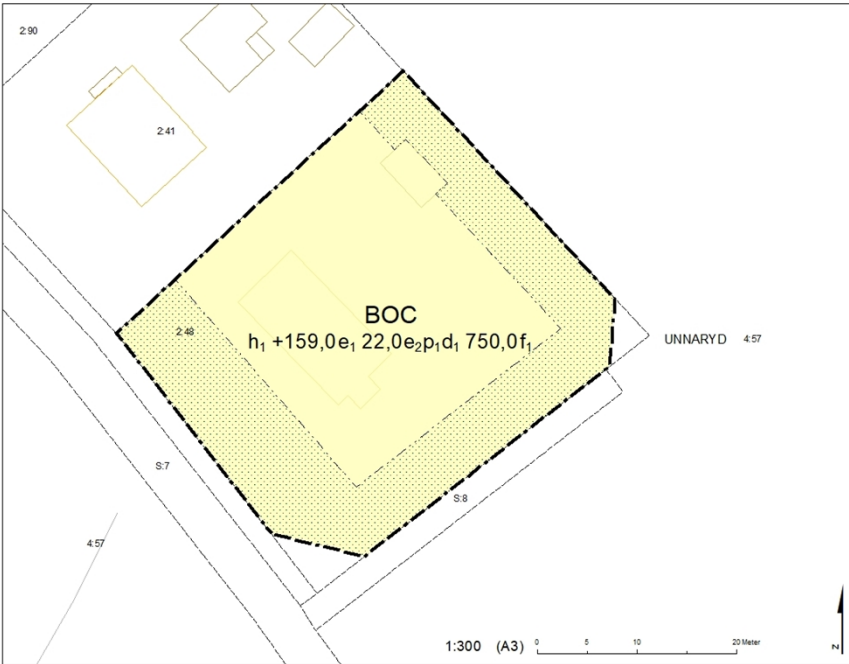 2:90
2:41
BOC
2:48
h₁ +159,0e₁ 22,0e₂p₁d₁ 750,0f₁
UNNARYD 4:57
S:7
S:8
4:57
1:300 (A3) 0 5 10 20 Meter
N